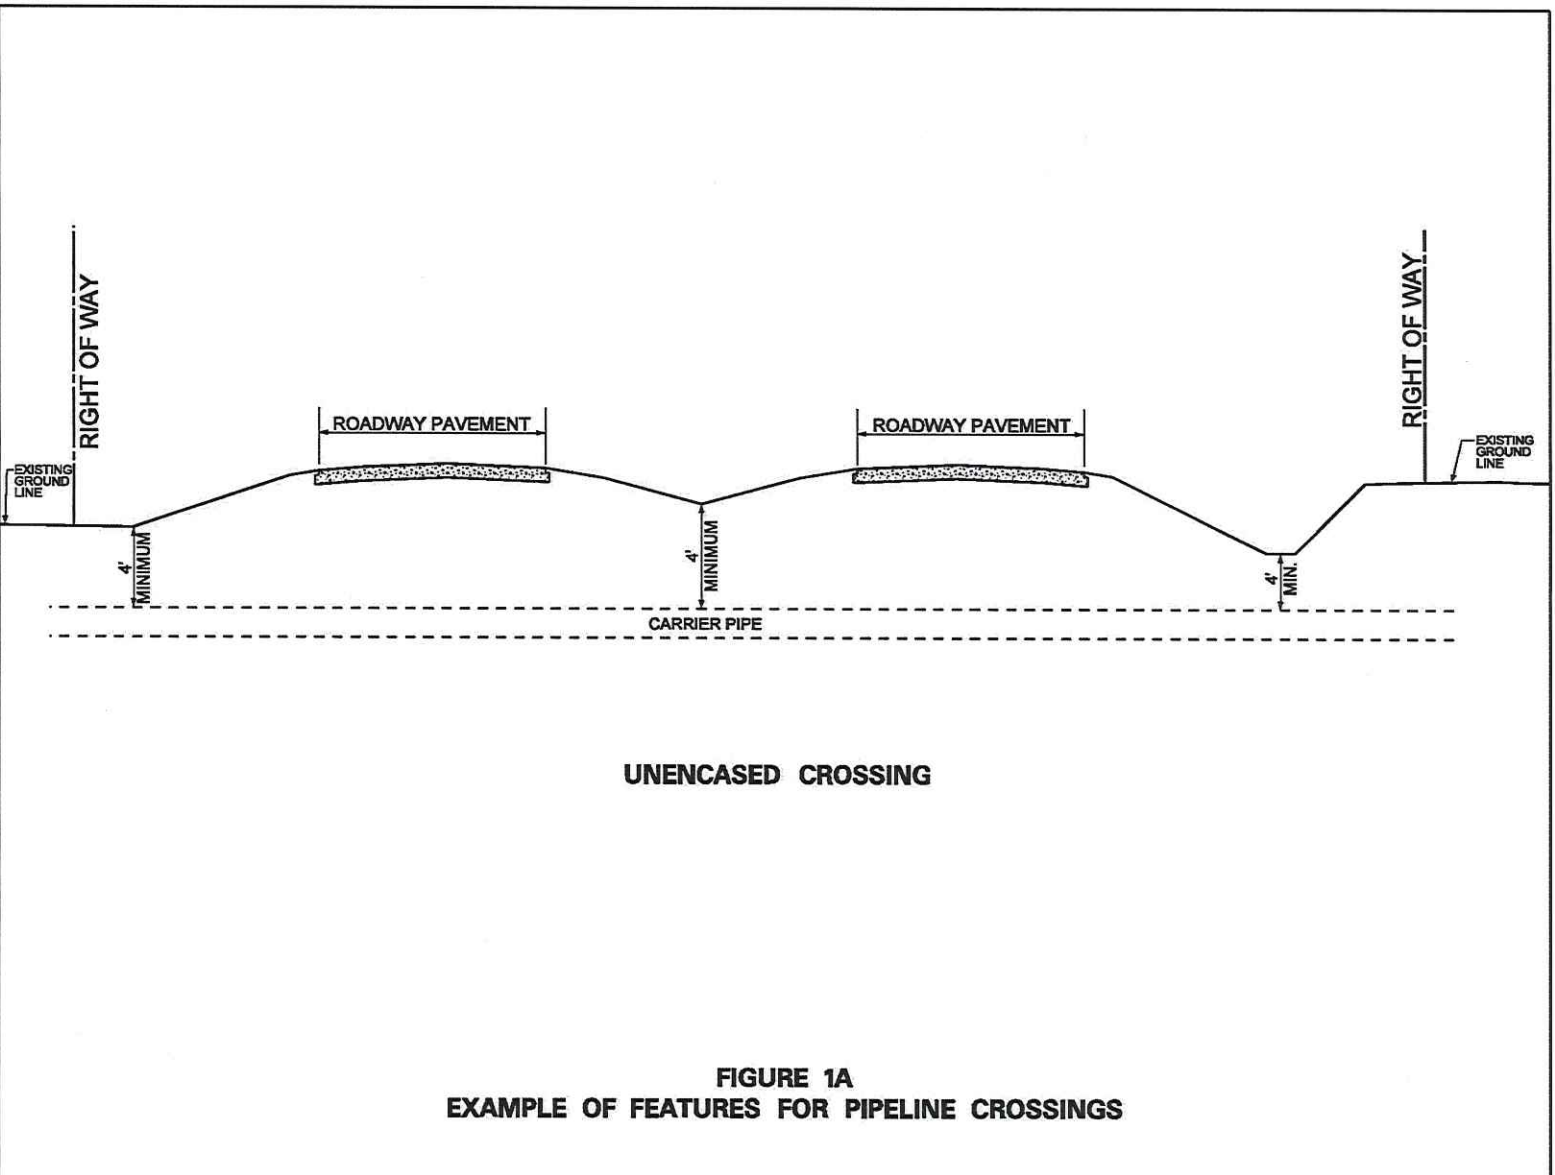 RIGHT OF WAY
RIGHT OF WAY
ROADWAY PAVEMENT
ROADWAY PAVEMENT
EXISTING
GROUND
LINE
EXISTING
GROUND
LINE
4'
MINIMUM
4'
MINIMUM
4'
MIN.
CARRIER PIPE
UNENCASED CROSSING
FIGURE 1A
EXAMPLE OF FEATURES FOR PIPELINE CROSSINGS